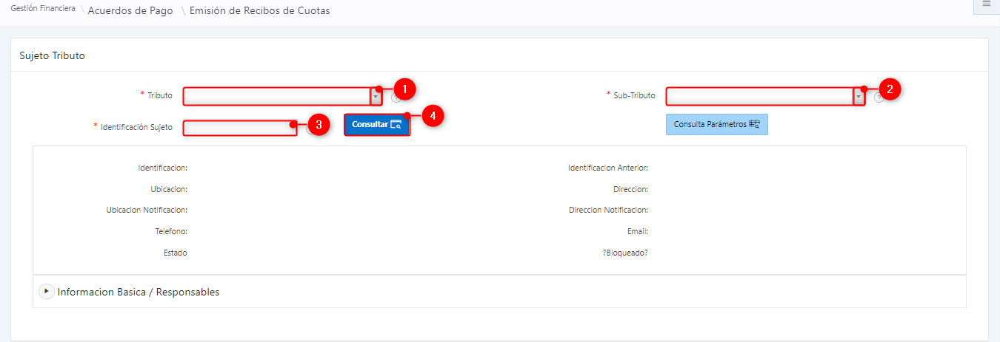 Gestión Financiera \ Acuerdos de Pago \ Emisión de Recibos de Cuotas
Sujeto Tributo
* Tributo 1 ? * Sub-Tributo 2 ?
* Identificación Sujeto 3 Consultar 4 Consulta Parámetros
Identificacion: Identificacion Anterior:
Ubicacion: Direccion:
Ubicacion Notificacion: Direccion Notificacion:
Telefono: Email:
Estado ?Bloqueado?
Informacion Basica / Responsables